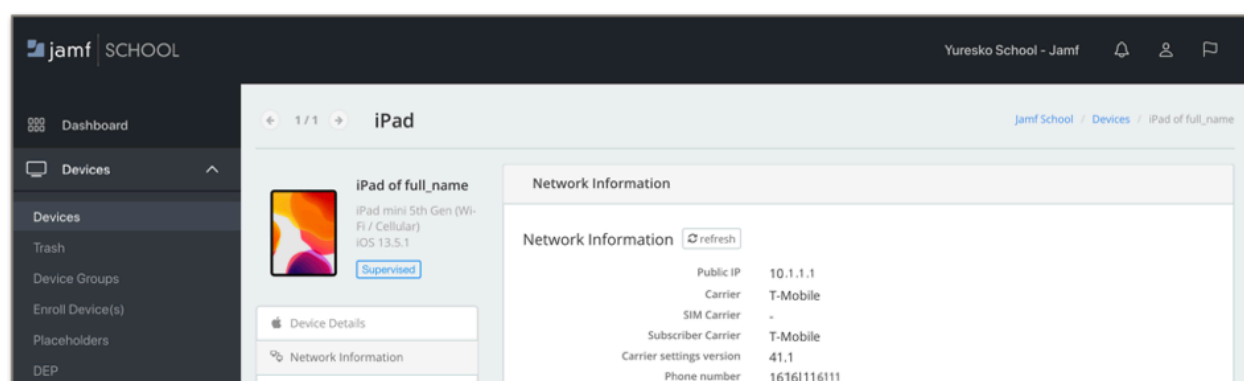 jamf SCHOOL
Yuresko School - Jamf
Dashboard
Devices
Devices
Trash
Device Groups
Enroll Device(s)
Placeholders
DEP
1/1
iPad
Jamf School / Devices / iPad of full_name
iPad of full_name
iPad mini 5th Gen (Wi-
Fi / Cellular)
iOS 13.5.1
Supervised
Device Details
Network Information
Network Information
Network Information refresh
Public IP 10.1.1.1
Carrier T-Mobile
SIM Carrier -
Subscriber Carrier T-Mobile
Carrier settings version 41.1
Phone number